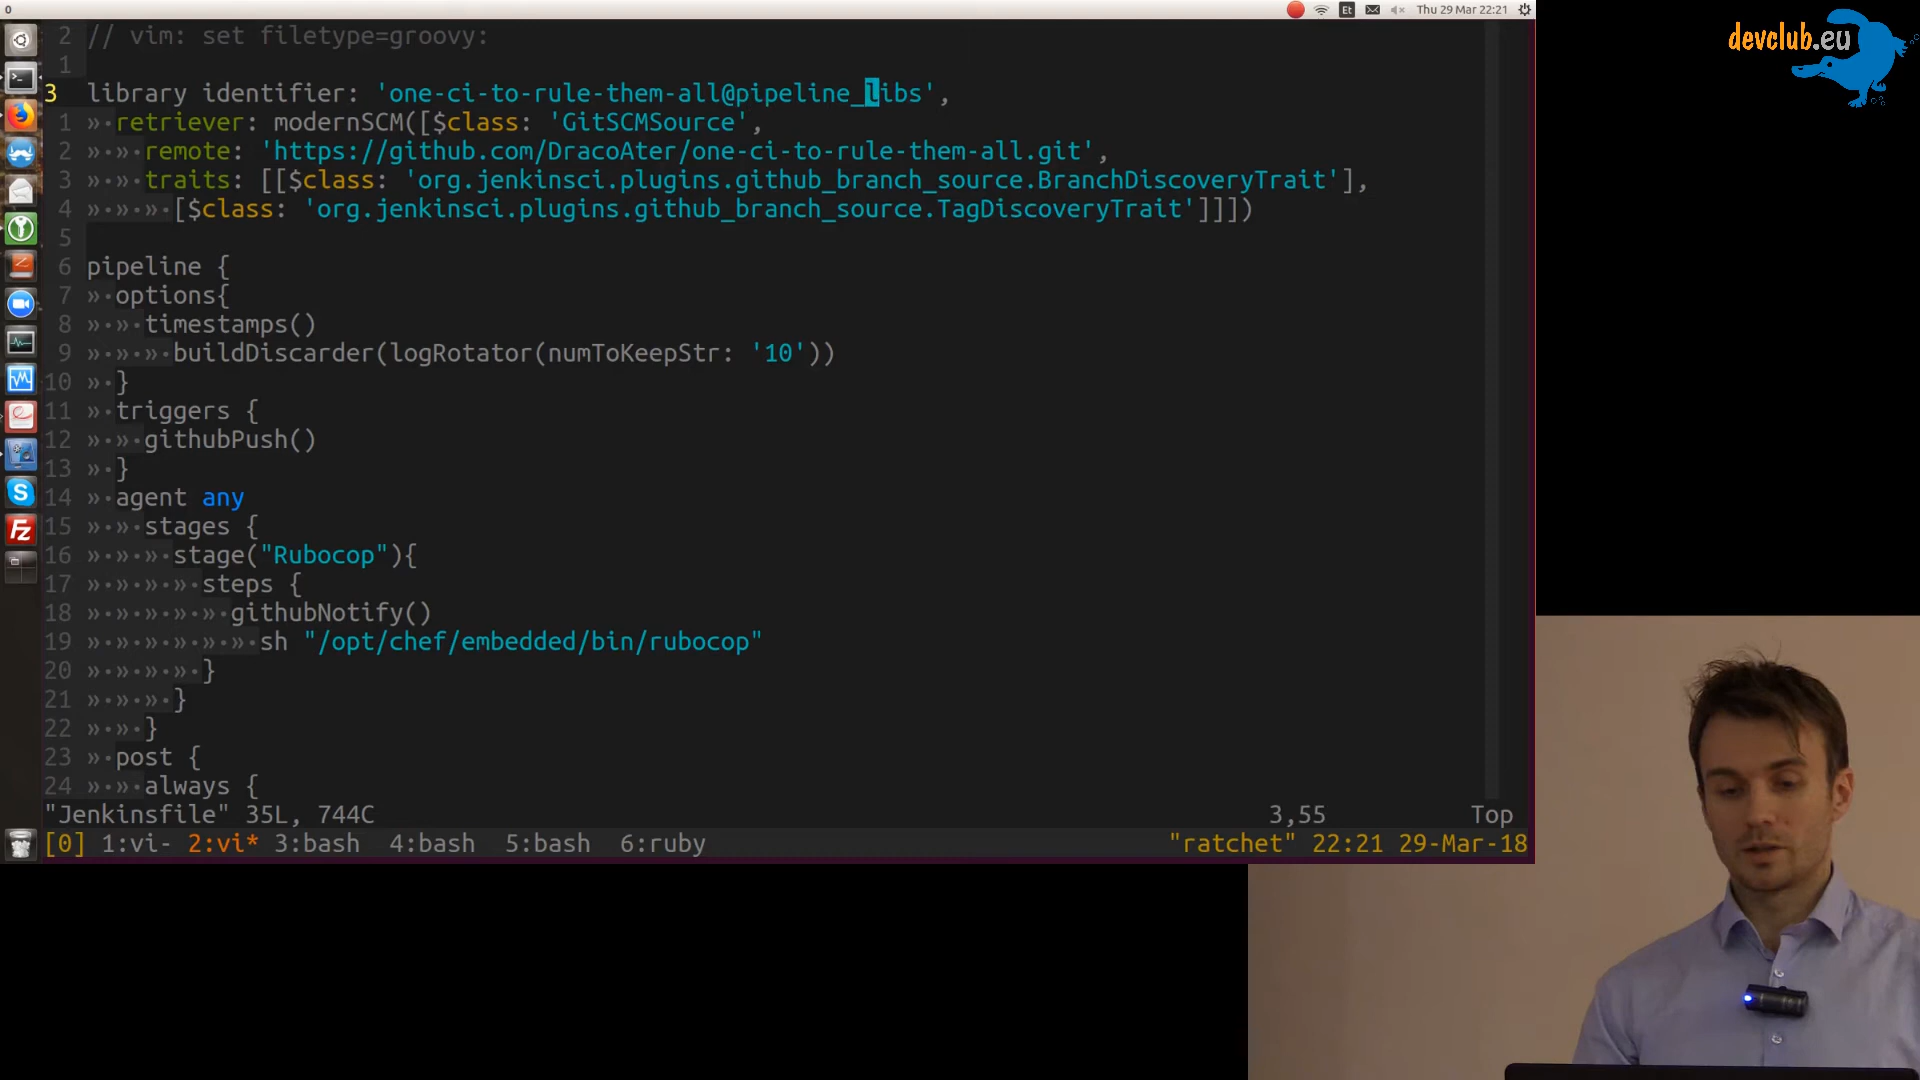 0
Et
Thu 29 Mar 22:21
devclub.eu
2 // vim: set filetype=groovy:
1
3 library identifier: 'one-ci-to-rule-them-all@pipeline_libs',
1 » retriever: modernSCM([$class: 'GitSCMSource',
2 » » remote: 'https://github.com/DracoAter/one-ci-to-rule-them-all.git',
3 » » traits: [[$class: 'org.jenkinsci.plugins.github_branch_source.BranchDiscoveryTrait'],
4 » » » [$class: 'org.jenkinsci.plugins.github_branch_source.TagDiscoveryTrait']]])
5
6 pipeline {
7 » options{
8 » » timestamps()
9 » » » buildDiscarder(logRotator(numToKeepStr: '10'))
10 » }
11 » triggers {
12 » » githubPush()
13 » }
14 » agent any
15 » » stages {
16 » » » stage("Rubocop"){
17 » » » » steps {
18 » » » » » githubNotify()
19 » » » » » » sh "/opt/chef/embedded/bin/rubocop"
20 » » » » }
21 » » » }
22 » » }
23 » post {
24 » » always {
"Jenkinsfile" 35L, 744C 3,55 Top
[0] 1:vi- 2:vi* 3:bash 4:bash 5:bash 6:ruby "ratchet" 22:21 29-Mar-18